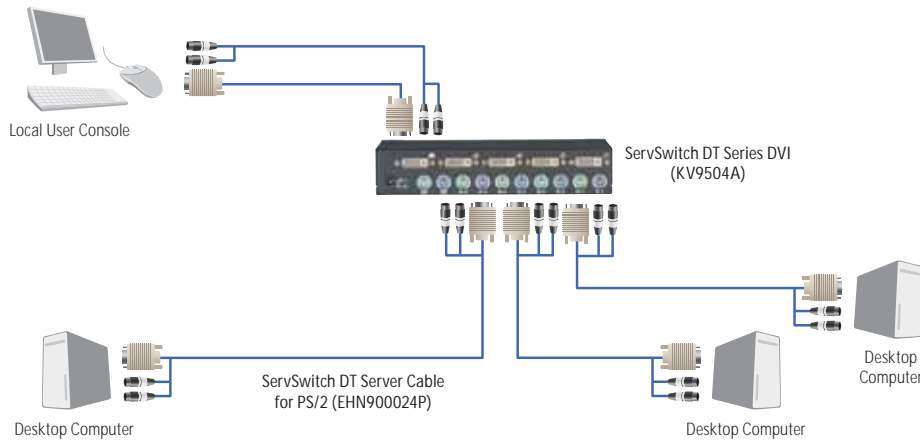 Local User Console
ServSwitch DT Series DVI
(KV9504A)
Desktop
Computer
ServSwitch DT Server Cable
for PS/2 (EHN900024P)
Desktop Computer
Desktop Computer